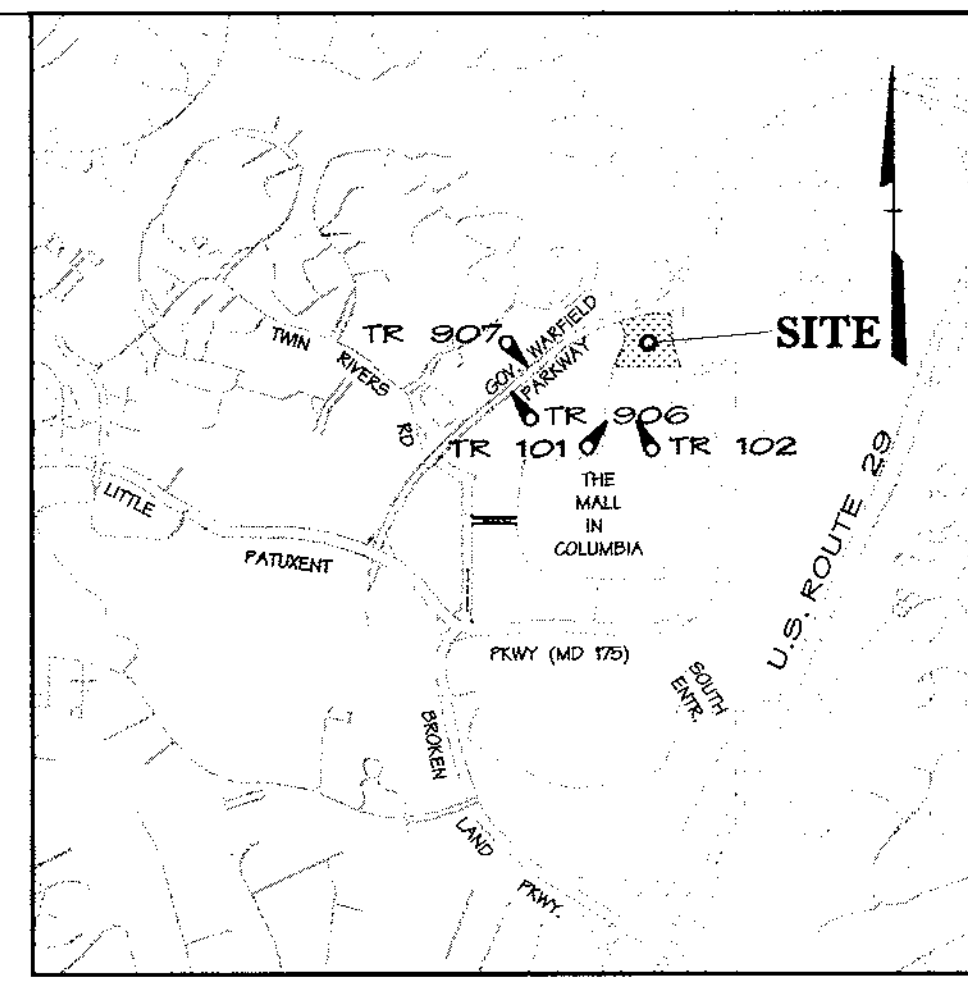 SITE
TR 907
GOV. WARFIELD
PARKWAY
TWIN
RIVERS
RD
TR 906
TR 101
TR 102
THE
MALL
IN
COLUMBIA
U.S. ROUTE 29
LITTLE
PATUXENT
PKWY (MD 175)
SOUTH
ENTR.
BROKEN
LAND
PKWY.